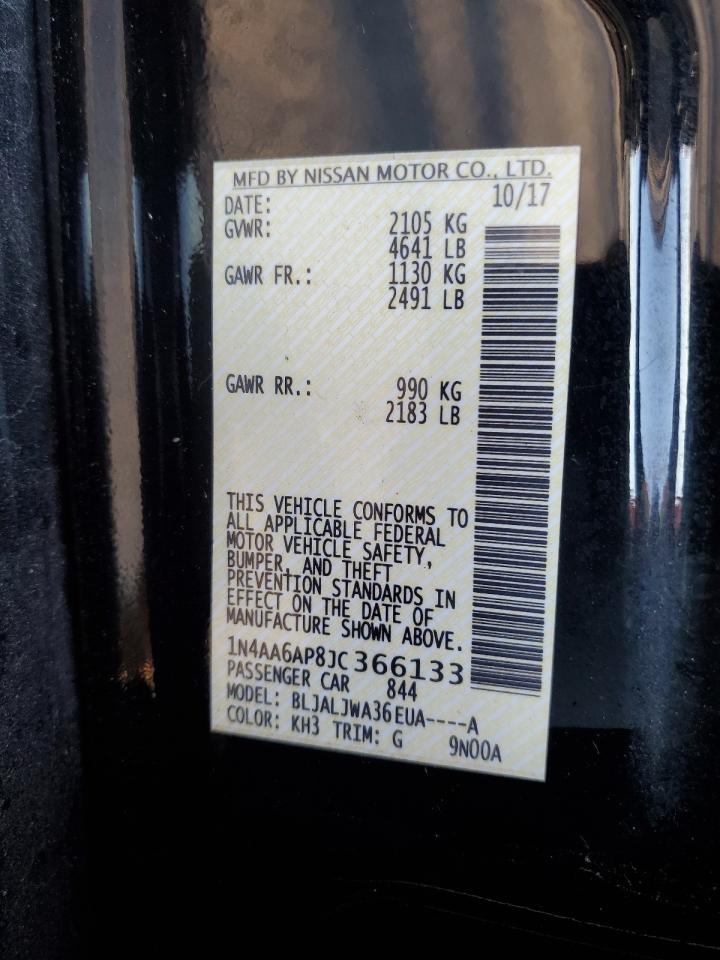 MFD BY NISSAN MOTOR CO., LTD.
DATE: 10/17
GVWR: 2105 KG
4641 LB
GAWR FR.: 1130 KG
2491 LB
GAWR RR.: 990 KG
2183 LB
THIS VEHICLE CONFORMS TO
ALL APPLICABLE FEDERAL
MOTOR VEHICLE SAFETY,
BUMPER, AND THEFT
PREVENTION STANDARDS IN
EFFECT ON THE DATE OF
MANUFACTURE SHOWN ABOVE.
1N4AA6AP8JC366133
PASSENGER CAR 844
MODEL: BLJALJWA36EUA----A
COLOR: KH3 TRIM: G 9N00A